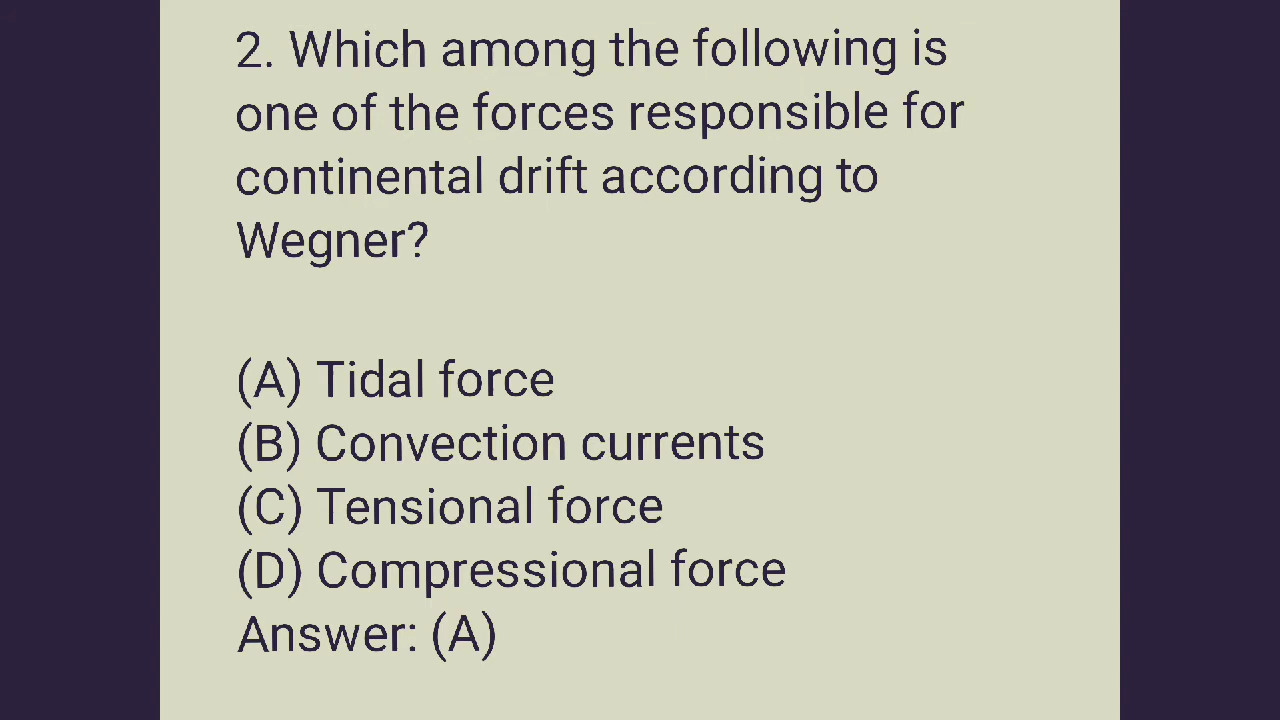 2. Which among the following is
one of the forces responsible for
continental drift according to
Wegner?
(A) Tidal force
(B) Convection currents
(C) Tensional force
(D) Compressional force
Answer: (A)